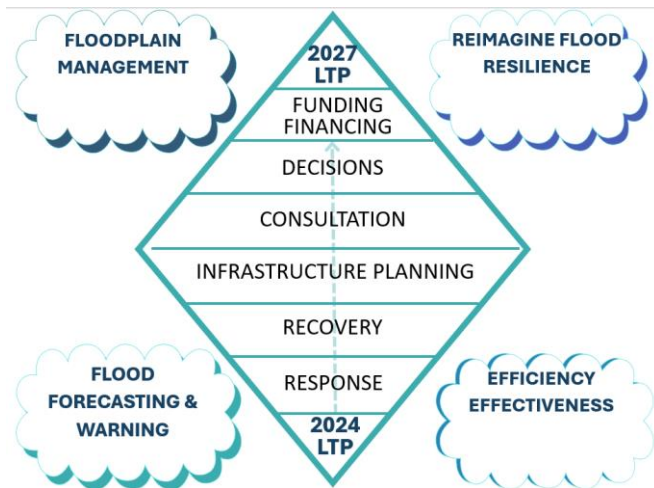 FLOODPLAIN
MANAGEMENT
REIMAGINE FLOOD
RESILIENCE
2027
LTP
FUNDING
FINANCING
DECISIONS
CONSULTATION
INFRASTRUCTURE PLANNING
RECOVERY
RESPONSE
2024
LTP
FLOOD
FORECASTING &
WARNING
EFFICIENCY
EFFECTIVENESS